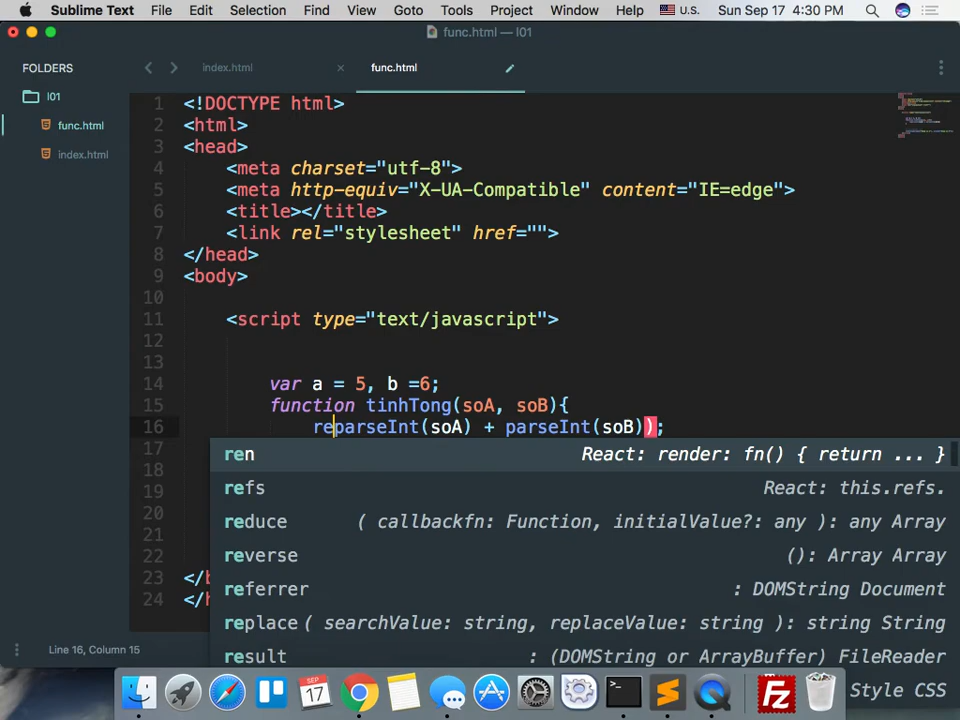 Sublime Text File Edit Selection Find View Goto Tools Project Window Help U.S. Sun Sep 17 4:30 PM
func.html — l01
FOLDERS
l01
func.html
index.html
index.html × func.html
1 <!DOCTYPE html>
2 <html>
3 <head>
4 <meta charset="utf-8">
5 <meta http-equiv="X-UA-Compatible" content="IE=edge">
6 <title></title>
7 <link rel="stylesheet" href="">
8 </head>
9 <body>
10
11 <script type="text/javascript">
12
13
14 var a = 5, b =6;
15 function tinhTong(soA, soB){
16 reparseInt(soA) + parseInt(soB));
17
18
19
20
21
22
23 </b
24 </h
ren React: render: fn() { return ... }
refs React: this.refs.
reduce ( callbackfn: Function, initialValue?: any ): any Array
reverse (): Array Array
referrer : DOMString Document
replace ( searchValue: string, replaceValue: string ): string String
result : (DOMString or ArrayBuffer) FileReader
Style CSS
Line 16, Column 15
SEP
17